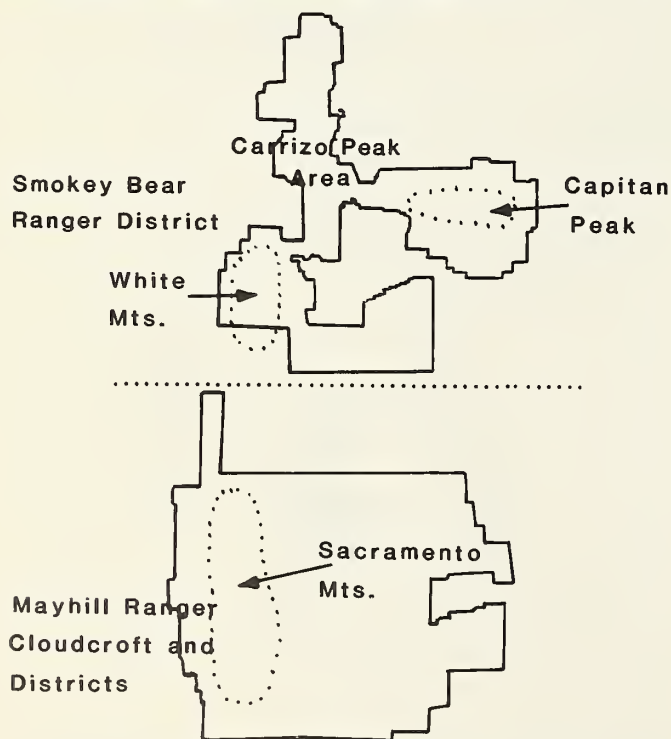 Carrizo Peak
Area
Smokey Bear
Ranger District
Capitan
Peak
White
Mts.
Sacramento
Mts.
Mayhill Ranger
Cloudcroft and
Districts